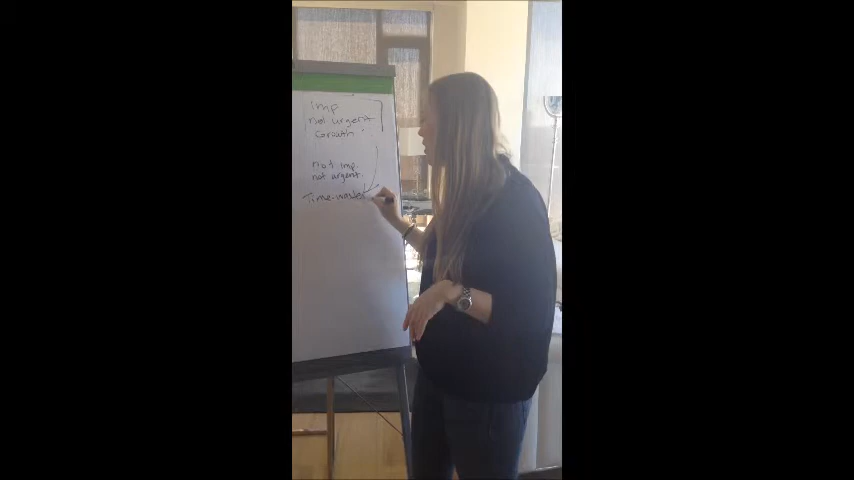 imp
not urgent
Growth
not imp.
not urgent.
Time-waster